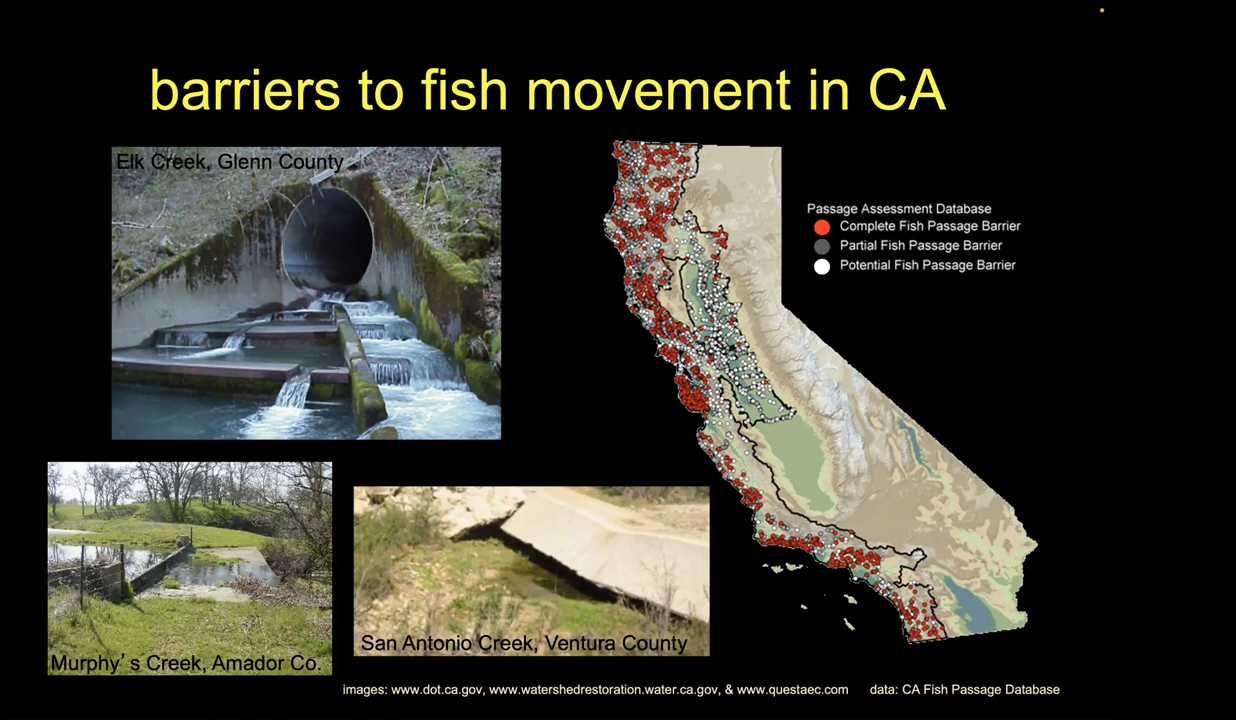 barriers to fish movement in CA
Elk Creek, Glenn County
Passage Assessment Database
Complete Fish Passage Barrier
Partial Fish Passage Barrier
Potential Fish Passage Barrier
Murphy’s Creek, Amador Co.
San Antonio Creek, Ventura County
images: www.dot.ca.gov, www.watershedrestoration.water.ca.gov, & www.questaec.com
data: CA Fish Passage Database